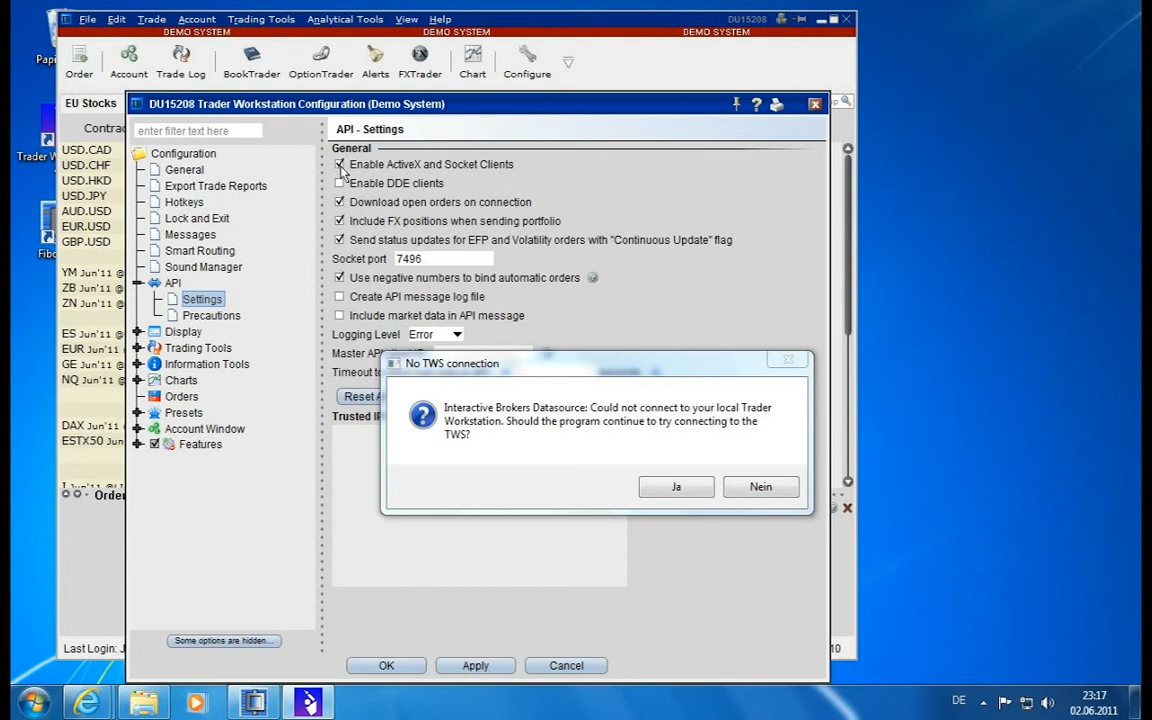 File Edit Trade Account Trading Tools Analytical Tools View Help DU15208
DEMO SYSTEM DEMO SYSTEM DEMO SYSTEM
Order Account Trade Log BookTrader OptionTrader Alerts FXTrader Chart Configure
EU Stocks
DU15208 Trader Workstation Configuration (Demo System)
enter filter text here
Configuration
General
Export Trade Reports
Hotkeys
Lock and Exit
Messages
Smart Routing
Sound Manager
API
Settings
Precautions
Display
Trading Tools
Information Tools
Charts
Orders
Presets
Account Window
Features
Some options are hidden...
API - Settings
General
Enable ActiveX and Socket Clients
Enable DDE clients
Download open orders on connection
Include FX positions when sending portfolio
Send status updates for EFP and Volatility orders with "Continuous Update" flag
Socket port 7496
Use negative numbers to bind automatic orders
Create API message log file
Include market data in API message
Logging Level Error
Master API
Timeout to
Reset A
Trusted IP
OK Apply Cancel
No TWS connection
Interactive Brokers Datasource: Could not connect to your local Trader
Workstation. Should the program continue to try connecting to the
TWS?
Ja Nein
Contrac
USD.CAD
USD.CHF
USD.HKD
USD.JPY
AUD.USD
EUR.USD
GBP.USD
YM Jun'11 @
ZB Jun'11 @
ZN Jun'11 @
ES Jun'11 @
EUR Jun'11
GE Jun'11 @
NQ Jun'11 @
DAX Jun'11
ESTX50 Jun
Order
Last Login: J
10
Papi
Trader W
Fibo
DE
23:17
02.06.2011